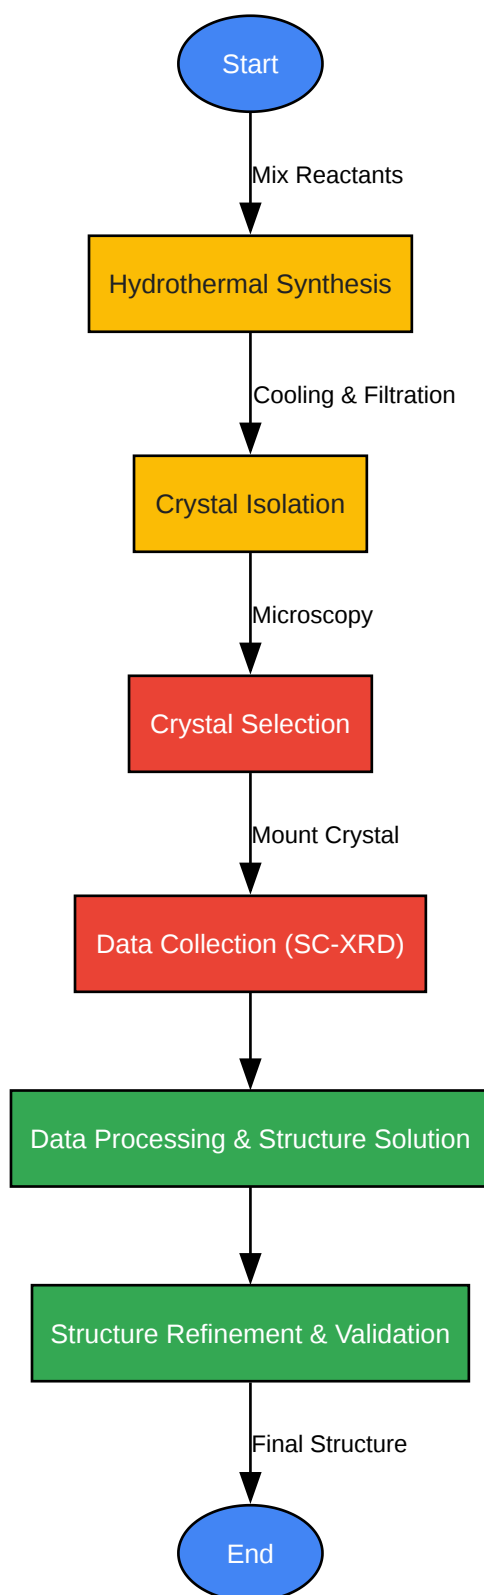 Start
Mix Reactants
Hydrothermal Synthesis
Cooling & Filtration
Crystal Isolation
Microscopy
Crystal Selection
Mount Crystal
Data Collection (SC-XRD)
Data Processing & Structure Solution
Structure Refinement & Validation
Final Structure
End